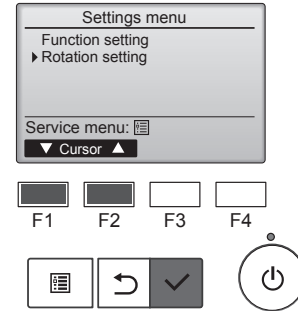 Settings menu
Function setting
Rotation setting
Service menu:
▼ Cursor ▲
F1 F2 F3 F4